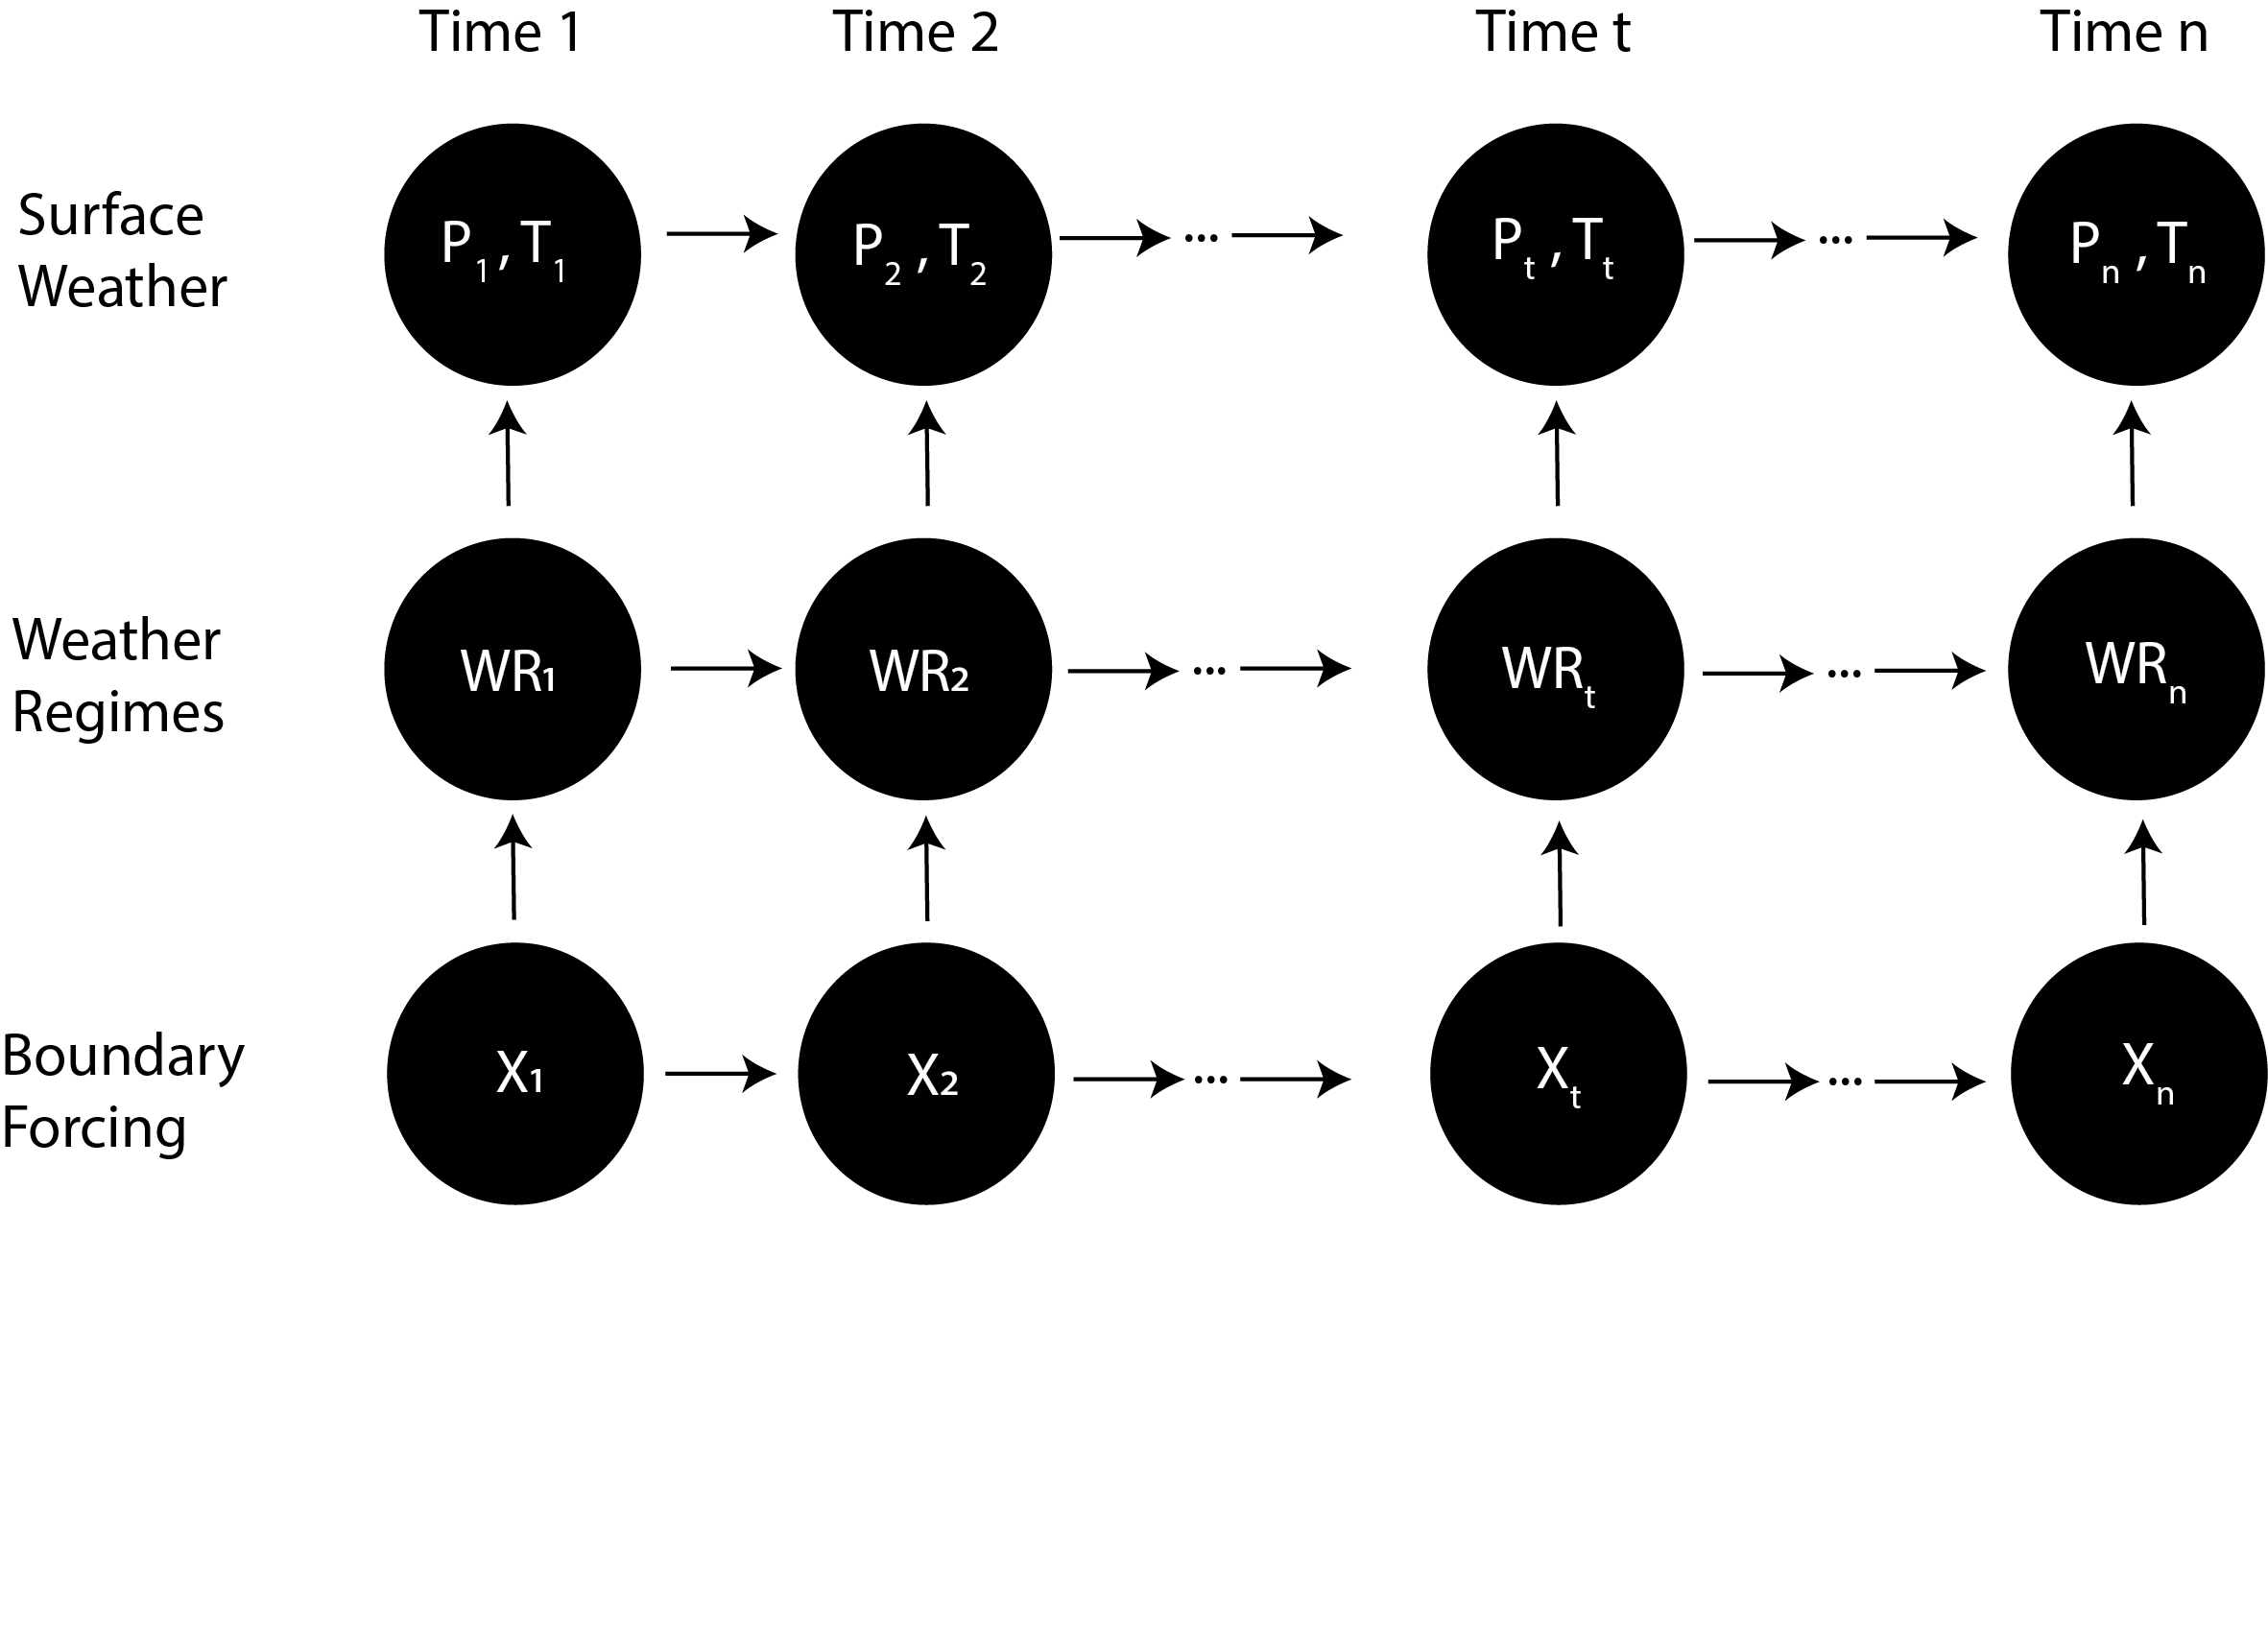 Time 1 Time 2 Time t Time n
Surface
Weather
P1, T1 P2, T2 ... Pt, Tt ... Pn, Tn
Weather
Regimes
WR1 WR2 ... WRt ... WRn
Boundary
Forcing
X1 X2 ... Xt ... Xn